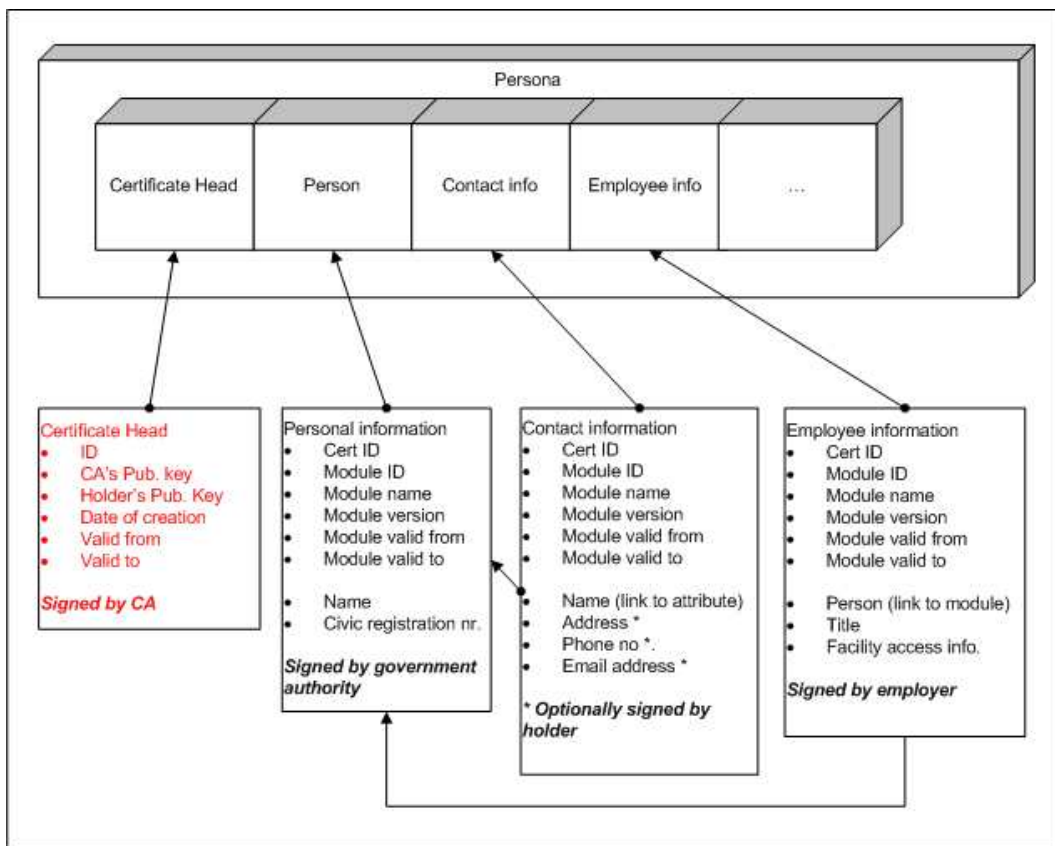 Persona
Certificate Head
Person
Contact info
Employee info
...
Certificate Head
• ID
• CA's Pub. key
• Holder's Pub. Key
• Date of creation
• Valid from
• Valid to
Signed by CA
Personal information
• Cert ID
• Module ID
• Module name
• Module version
• Module valid from
• Module valid to
• Name
• Civic registration nr.
Signed by government
authority
Contact information
• Cert ID
• Module ID
• Module name
• Module version
• Module valid from
• Module valid to
• Name (link to attribute)
• Address *
• Phone no *.
• Email address *
* Optionally signed by
holder
Employee information
• Cert ID
• Module ID
• Module name
• Module version
• Module valid from
• Module valid to
• Person (link to module)
• Title
• Facility access info.
Signed by employer